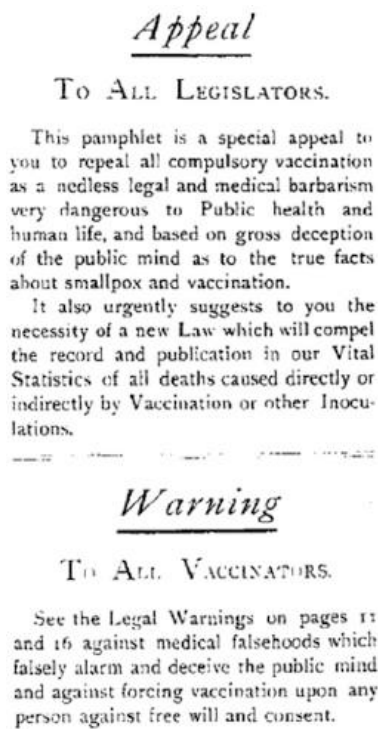 Appeal
To All Legislators.
This pamphlet is a special appeal to
you to repeal all compulsory vaccination
as a nedless legal and medical barbarism
very dangerous to Public health and
human life, and based on gross deception
of the public mind as to the true facts
about smallpox and vaccination.
It also urgently suggests to you the
necessity of a new Law which will compel
the record and publication in our Vital
Statistics of all deaths caused directly or
indirectly by Vaccination or other Inocu-
lations.
Warning
To All Vaccinators.
See the Legal Warnings on pages 11
and 16 against medical falsehoods which
falsely alarm and deceive the public mind
and against forcing vaccination upon any
person against free will and consent.